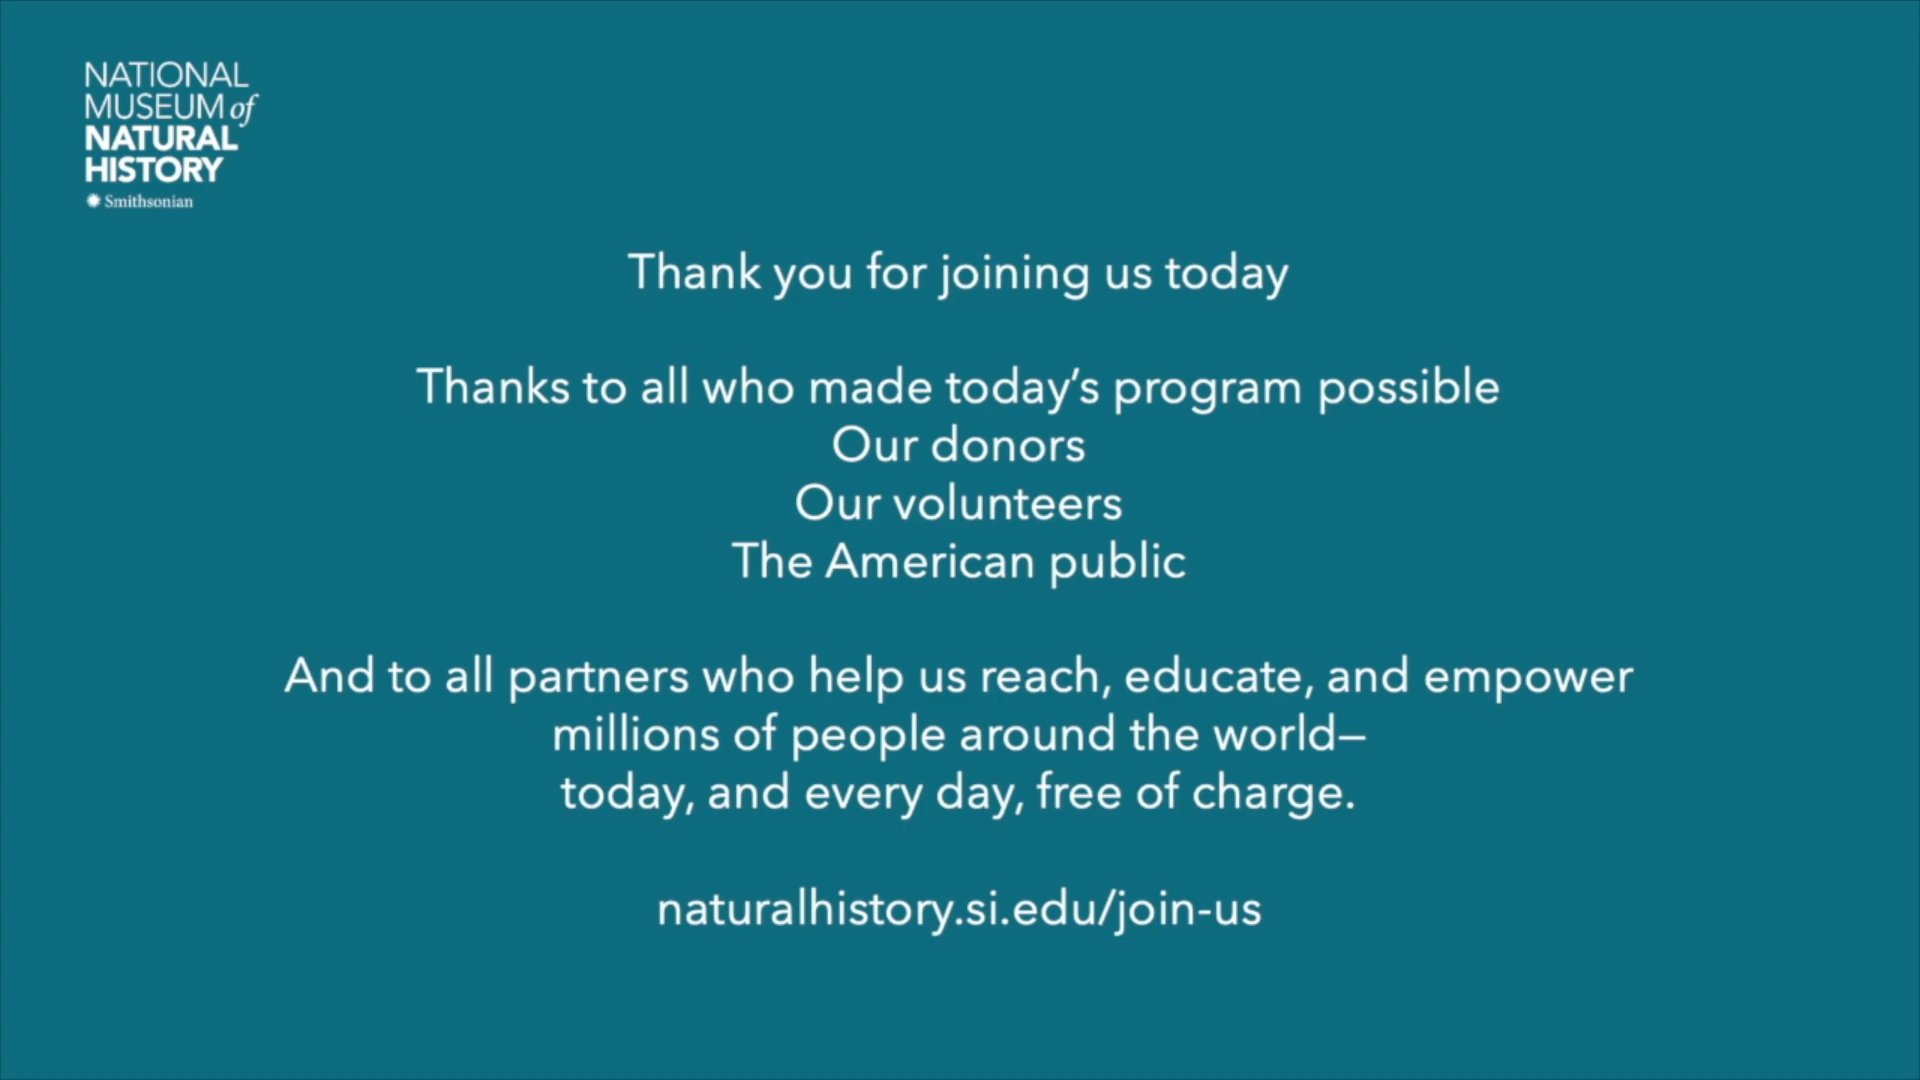 NATIONAL
MUSEUM of
NATURAL
HISTORY
Smithsonian
Thank you for joining us today
Thanks to all who made today’s program possible
Our donors
Our volunteers
The American public
And to all partners who help us reach, educate, and empower
millions of people around the world—
today, and every day, free of charge.
naturalhistory.si.edu/join-us